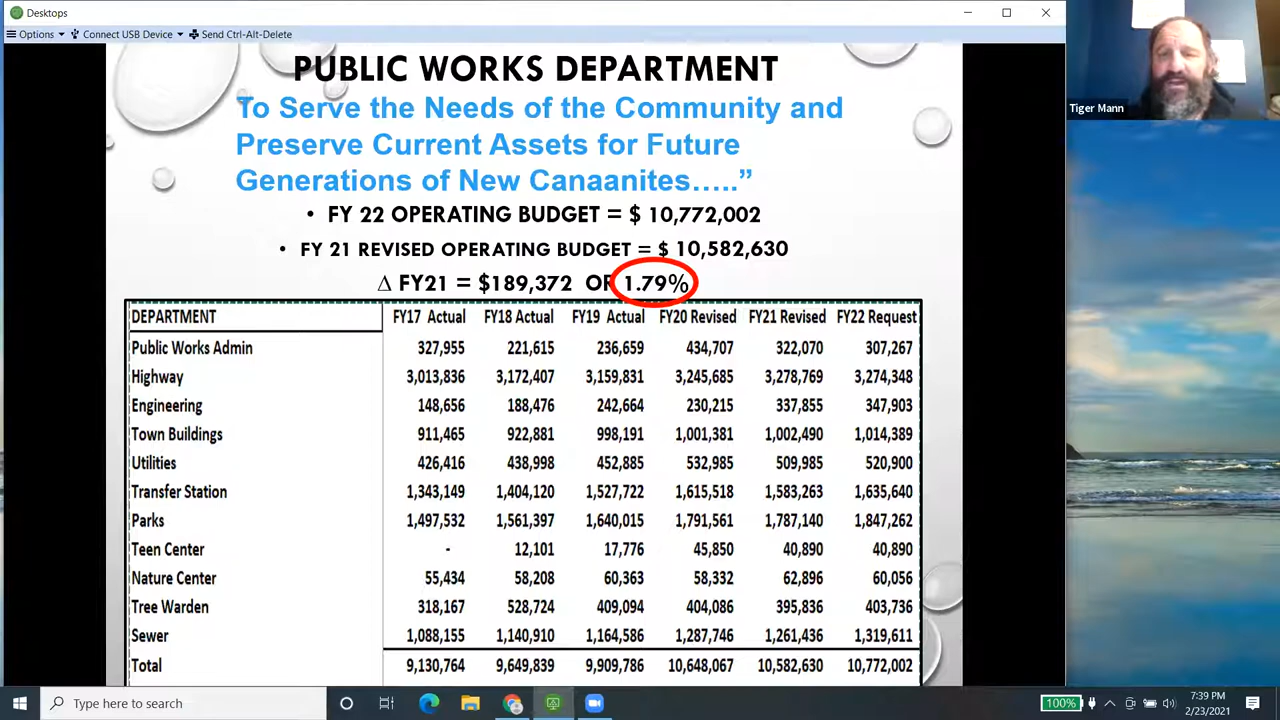 Desktops
Options Connect USB Device Send Ctrl-Alt-Delete
PUBLIC WORKS DEPARTMENT
To Serve the Needs of the Community and
Preserve Current Assets for Future
Generations of New Canaanites…..”
• FY 22 OPERATING BUDGET = $ 10,772,002
• FY 21 REVISED OPERATING BUDGET = $ 10,582,630
Δ FY21 = $189,372 OR 1.79%
DEPARTMENT FY17 Actual FY18 Actual FY19 Actual FY20 Revised FY21 Revised FY22 Request
Public Works Admin 327,955 221,615 236,659 434,707 322,070 307,267
Highway 3,013,836 3,172,407 3,159,831 3,245,685 3,278,769 3,274,348
Engineering 148,656 188,476 242,664 230,215 337,855 347,903
Town Buildings 911,465 922,881 998,191 1,001,381 1,002,490 1,014,389
Utilities 426,416 438,998 452,885 532,985 509,985 520,900
Transfer Station 1,343,149 1,404,120 1,527,722 1,615,518 1,583,263 1,635,640
Parks 1,497,532 1,561,397 1,640,015 1,791,561 1,787,140 1,847,262
Teen Center - 12,101 17,776 45,850 40,890 40,890
Nature Center 55,434 58,208 60,363 58,332 62,896 60,056
Tree Warden 318,167 528,724 409,094 404,086 395,836 403,736
Sewer 1,088,155 1,140,910 1,164,586 1,287,746 1,261,436 1,319,611
Total 9,130,764 9,649,839 9,909,786 10,648,067 10,582,630 10,772,002
Tiger Mann
Type here to search
100%
7:39 PM
2/23/2021